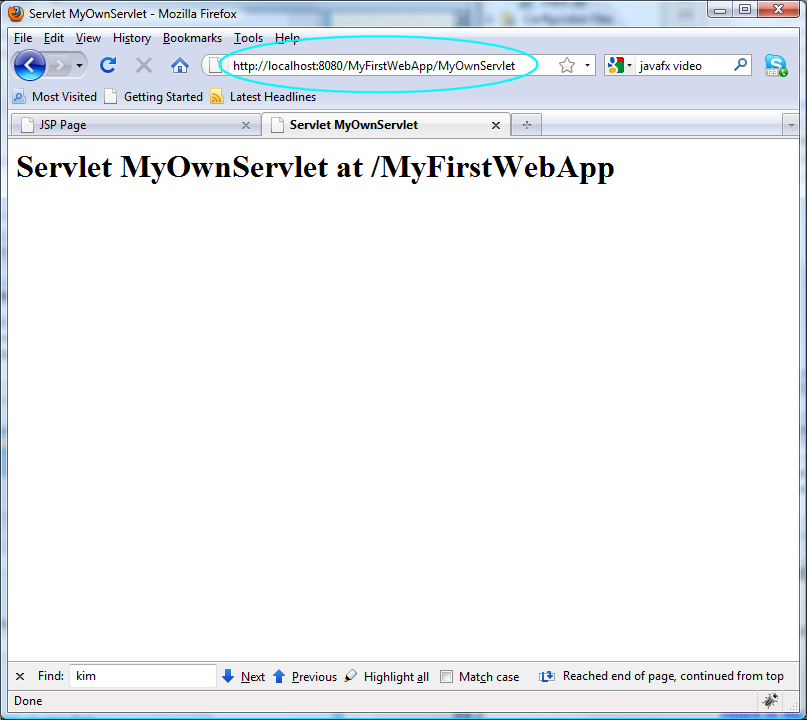 Servlet MyOwnServlet - Mozilla Firefox
File Edit View History Bookmarks Tools Help
http://localhost:8080/MyFirstWebApp/MyOwnServlet javafx video
Most Visited Getting Started Latest Headlines
JSP Page Servlet MyOwnServlet
Servlet MyOwnServlet at /MyFirstWebApp
Find: kim Next Previous Highlight all Match case Reached end of page, continued from top
Done